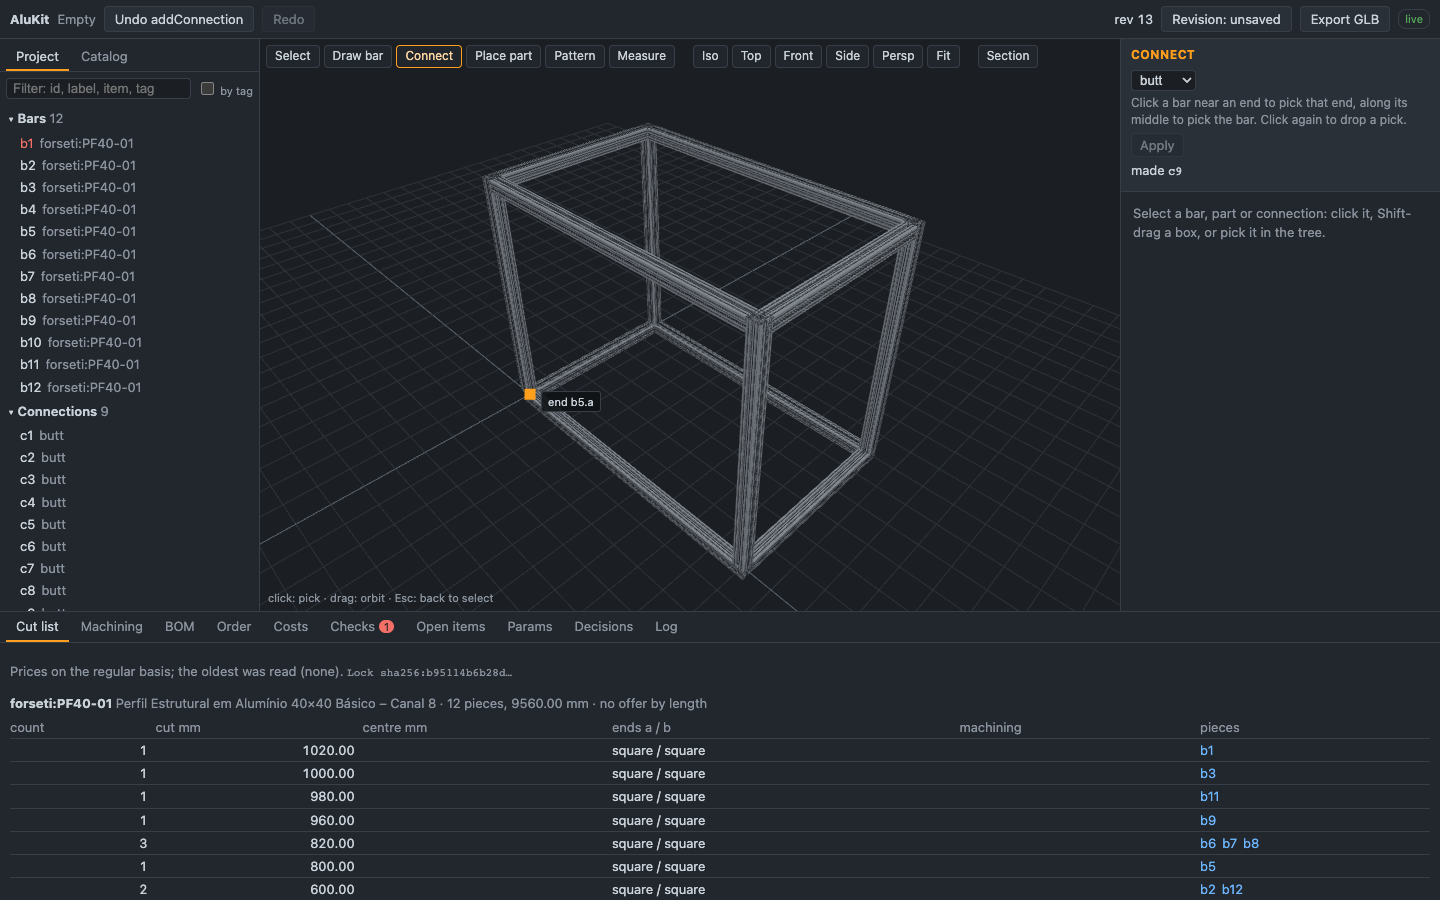 AluKit Empty Undo addConnection Redo rev 13 Revision: unsaved Export GLB live
Project Catalog
Filter: id, label, item, tag by tag
Bars 12
b1 forseti:PF40-01
b2 forseti:PF40-01
b3 forseti:PF40-01
b4 forseti:PF40-01
b5 forseti:PF40-01
b6 forseti:PF40-01
b7 forseti:PF40-01
b8 forseti:PF40-01
b9 forseti:PF40-01
b10 forseti:PF40-01
b11 forseti:PF40-01
b12 forseti:PF40-01
Connections 9
c1 butt
c2 butt
c3 butt
c4 butt
c5 butt
c6 butt
c7 butt
c8 butt
Select Draw bar Connect Place part Pattern Measure Iso Top Front Side Persp Fit Section
end b5.a
click: pick · drag: orbit · Esc: back to select
CONNECT
butt
Click a bar near an end to pick that end, along its
middle to pick the bar. Click again to drop a pick.
Apply
made c9
Select a bar, part or connection: click it, Shift-
drag a box, or pick it in the tree.
Cut list Machining BOM Order Costs Checks 1 Open items Params Decisions Log
Prices on the regular basis; the oldest was read (none). Lock sha256:b95114b6b28d…
forseti:PF40-01 Perfil Estrutural em Alumínio 40×40 Básico – Canal 8 · 12 pieces, 9560.00 mm · no offer by length
count cut mm centre mm ends a / b machining pieces
1 1020.00 square / square b1
1 1000.00 square / square b3
1 980.00 square / square b11
1 960.00 square / square b9
3 820.00 square / square b6 b7 b8
1 800.00 square / square b5
2 600.00 square / square b2 b12